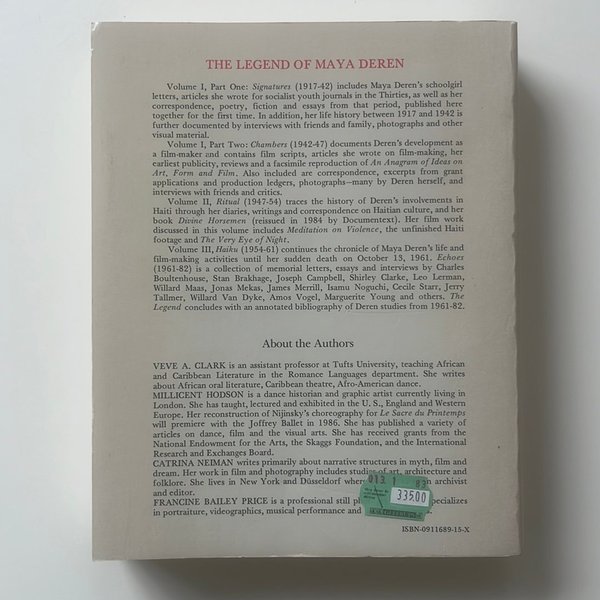 THE LEGEND OF MAYA DEREN
Volume I, Part One: Signatures (1917-42) includes Maya Deren's schoolgirl
letters, articles she wrote for socialist youth journals in the Thirties, as well as her
correspondence, poetry, fiction and essays from that period, published here
together for the first time. In addition, her life history between 1917 and 1942 is
further documented by interviews with friends and family, photographs and other
visual material.
Volume I, Part Two: Chambers (1942-47) documents Deren's development as
a film-maker and contains film scripts, articles she wrote on film-making, her
earliest publicity, reviews and a facsimile reproduction of An Anagram of Ideas on
Art, Form and Film. Also included are correspondence, excerpts from grant
applications and production ledgers, photographs—many by Deren herself, and
interviews with friends and critics.
Volume II, Ritual (1947-54) traces the history of Deren's involvements in
Haiti through her diaries, writings and correspondence on Haitian culture, and her
book Divine Horsemen (reissued in 1984 by Documentext). Her film work
discussed in this volume includes Meditation on Violence, the unfinished Haiti
footage and The Very Eye of Night.
Volume III, Haiku (1954-61) continues the chronicle of Maya Deren's life and
film-making activities until her sudden death on October 13, 1961. Echoes
(1961-82) is a collection of memorial letters, essays and interviews by Charles
Boultenhouse, Stan Brakhage, Joseph Campbell, Shirley Clarke, Leo Lerman,
Willard Maas, Jonas Mekas, James Merrill, Isamu Noguchi, Cecile Starr, Jerry
Tallmer, Willard Van Dyke, Amos Vogel, Marguerite Young and others. The
Legend concludes with an annotated bibliography of Deren studies from 1961-82.
About the Authors
VEVE A. CLARK is an assistant professor at Tufts University, teaching African
and Caribbean Literature in the Romance Languages department. She writes
about African oral literature, Caribbean theatre, Afro-American dance.
MILLICENT HODSON is a dance historian and graphic artist currently living in
London. She has taught, lectured and exhibited in the U. S., England and Western
Europe. Her reconstruction of Nijinsky's choreography for Le Sacre du Printemps
will premiere with the Joffrey Ballet in 1986. She has published a variety of
articles on dance, film and the visual arts. She has received grants from the
National Endowment for the Arts, the Skaggs Foundation, and the International
Research and Exchanges Board.
CATRINA NEIMAN writes primarily about narrative structures in myth, film and
dream. Her work in film and photography includes studies of art, architecture and
folklore. She lives in New York and Düsseldorf archivist
and editor.
FRANCINE BAILEY PRICE is a professional still
in portraiture, videographics, musical performance and
33500
ISBN-0911689-15-X